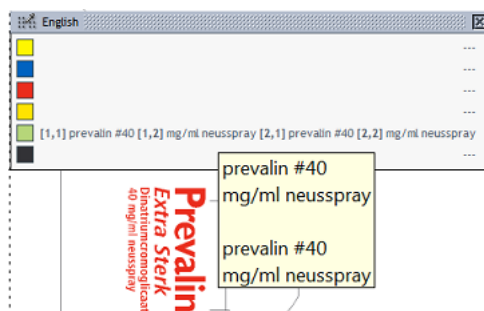 English
---
---
---
---
[1,1] prevalin #40 [1,2] mg/ml neusspray [2,1] prevalin #40 [2,2] mg/ml neusspray
---
prevalin #40
mg/ml neusspray
prevalin #40
mg/ml neusspray
Prevalin
Extra Sterk
Dinatriumcromoglicaat
40 mg/ml neusspray